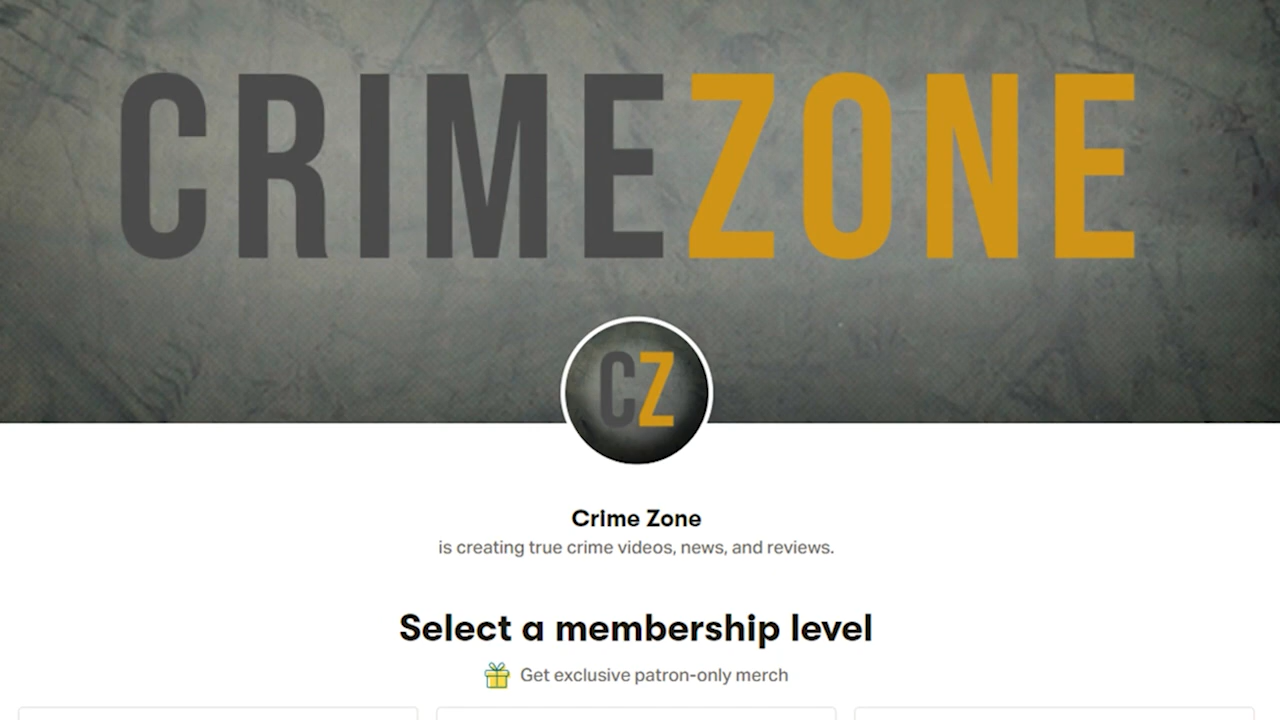 CRIMEZONE
CZ
Crime Zone
is creating true crime videos, news, and reviews.
Select a membership level
Get exclusive patron-only merch